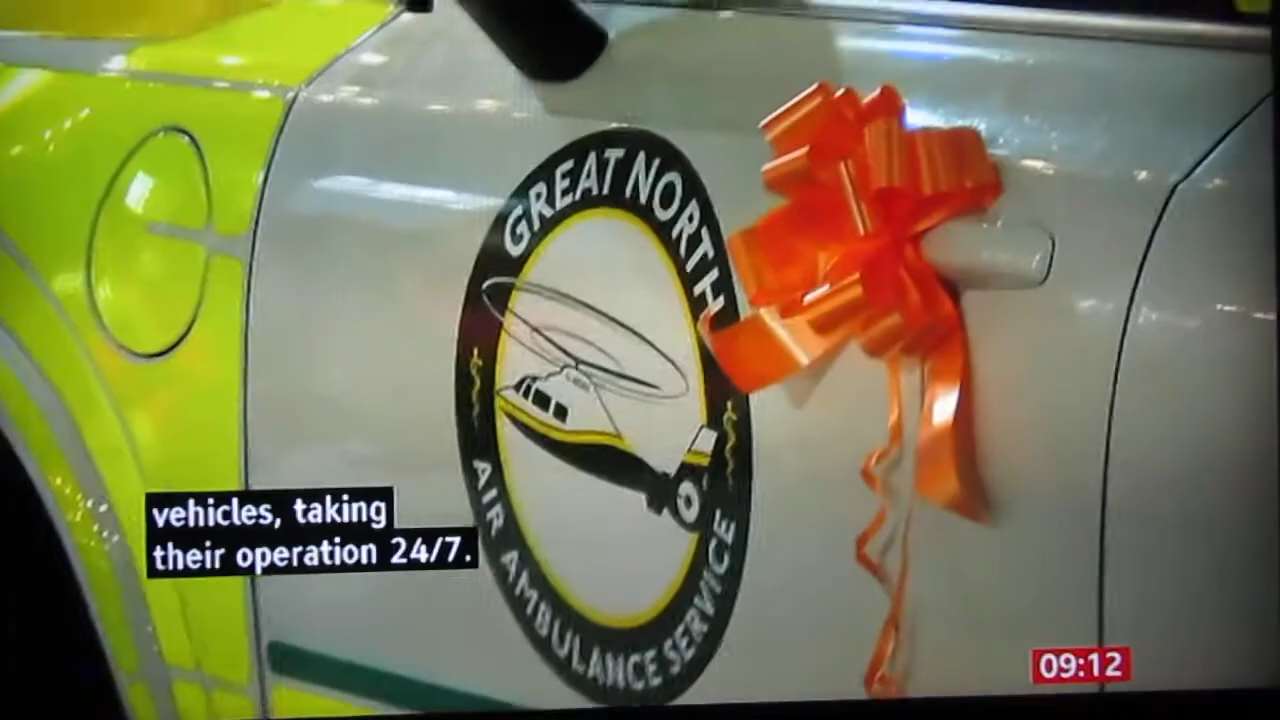 GREAT NORTH
AIR AMBULANCE SERVICE
vehicles, taking
their operation 24/7.
09:12